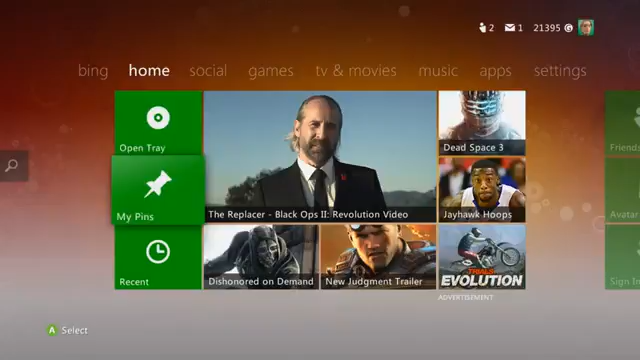 2 1 21395 G
bing home social games tv & movies music apps settings
Open Tray
My Pins
Recent
The Replacer - Black Ops II: Revolution Video
Dishonored on Demand
New Judgment Trailer
Dead Space 3
Jayhawk Hoops
TRIALS
EVOLUTION
ADVERTISEMENT
Friends
Avatar
Sign In
A Select